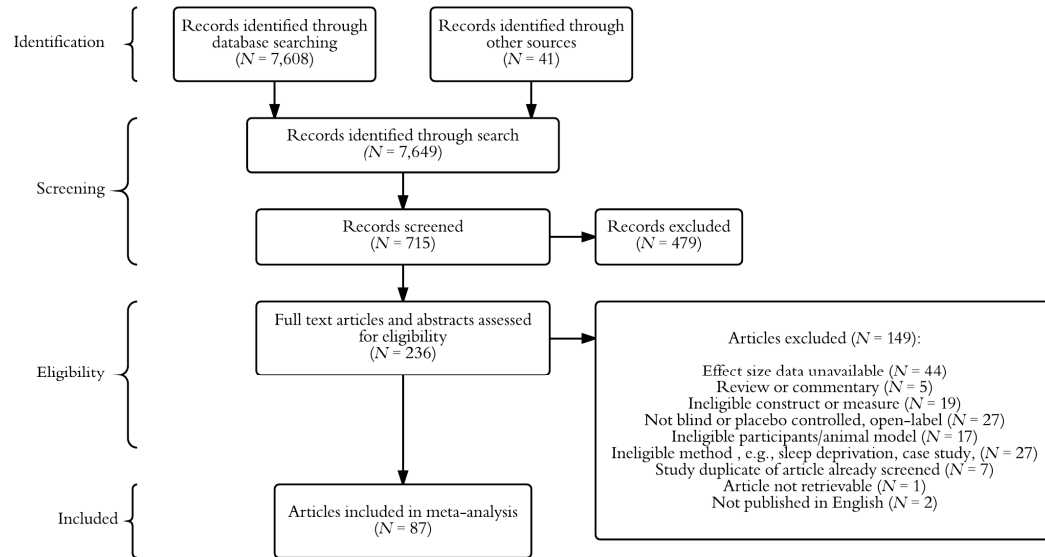 Identification
Records identified through
database searching
(N = 7,608)
Records identified through
other sources
(N = 41)
Screening
Records identified through search
(N = 7,649)
Records screened
(N = 715)
Records excluded
(N = 479)
Eligibility
Full text articles and abstracts assessed
for eligibility
(N = 236)
Articles excluded (N = 149):
Effect size data unavailable (N = 44)
Review or commentary (N = 5)
Ineligible construct or measure (N = 19)
Not blind or placebo controlled, open-label (N = 27)
Ineligible participants/animal model (N = 17)
Ineligible method , e.g., sleep deprivation, case study, (N = 27)
Study duplicate of article already screened (N = 7)
Article not retrievable (N = 1)
Not published in English (N = 2)
Included
Articles included in meta-analysis
(N = 87)